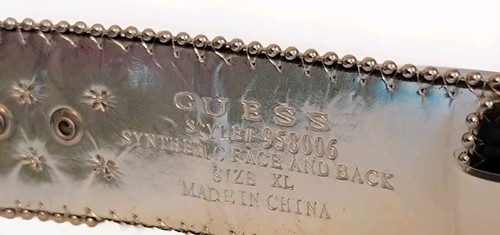 GUESS
STYLE# 958006
SYNTHETIC FACE AND BACK
SIZE XL
MADE IN CHINA